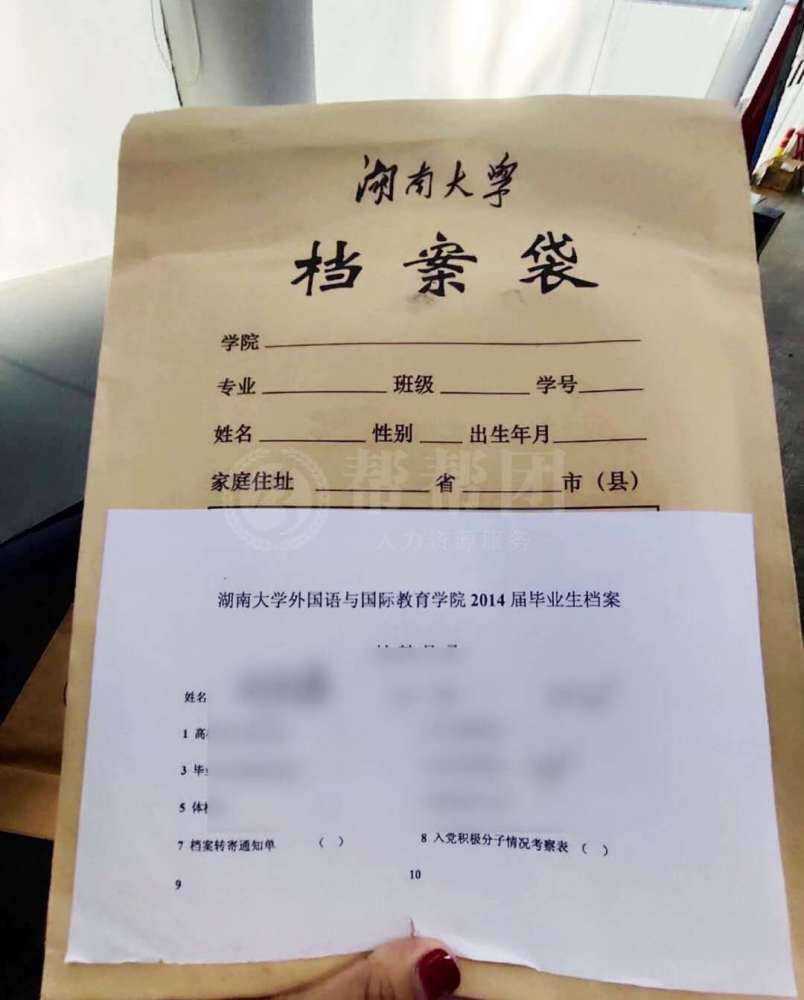 湖南大學
档案袋
学院
专业 班级 学号
姓名 性别 出生年月
家庭住址 省 市（县）
帮帮团
人力资源服务
湖南大学外国语与国际教育学院 2014 届毕业生档案
姓名
1 高
3 毕
5 体
7 档案转寄通知单 （ ） 8 入党积极分子情况考察表 （ ）
9 10